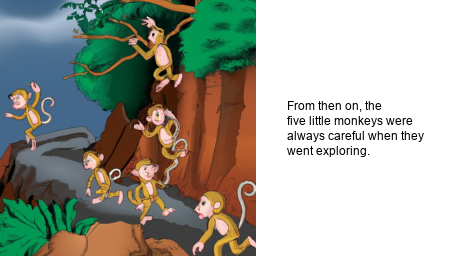 From then on, the
five little monkeys were
always careful when they
went exploring.